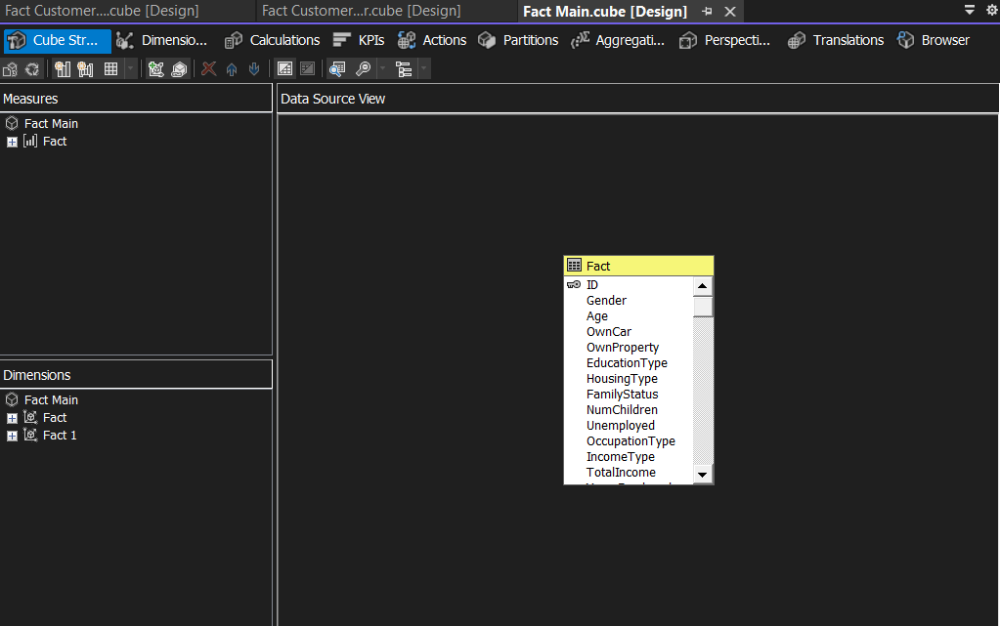 Fact Customer....cube [Design] Fact Customer...r.cube [Design] Fact Main.cube [Design]
Cube Str... Dimensio... Calculations KPIs Actions Partitions Aggregati... Perspecti... Translations Browser
Measures
Fact Main
Fact
Data Source View
Fact
ID
Gender
Age
OwnCar
OwnProperty
EducationType
HousingType
FamilyStatus
NumChildren
Unemployed
OccupationType
IncomeType
TotalIncome
Dimensions
Fact Main
Fact
Fact 1